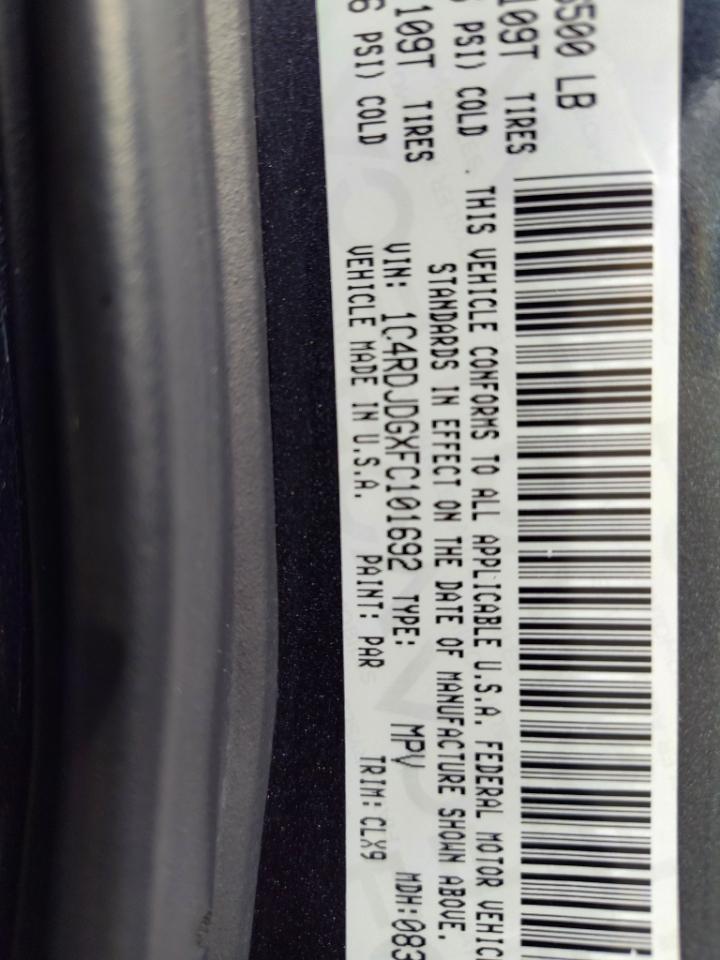 6500 LB
109T TIRES
PSI) COLD
109T TIRES
6 PSI) COLD
THIS VEHICLE CONFORMS TO ALL APPLICABLE U.S.A. FEDERAL MOTOR VEHIC
STANDARDS IN EFFECT ON THE DATE OF MANUFACTURE SHOWN ABOVE.
VIN: 1C4RDJDGXFC101692 TYPE: MPV MDH:083
VEHICLE MADE IN U.S.A. PAINT: PAR TRIM: CLX9